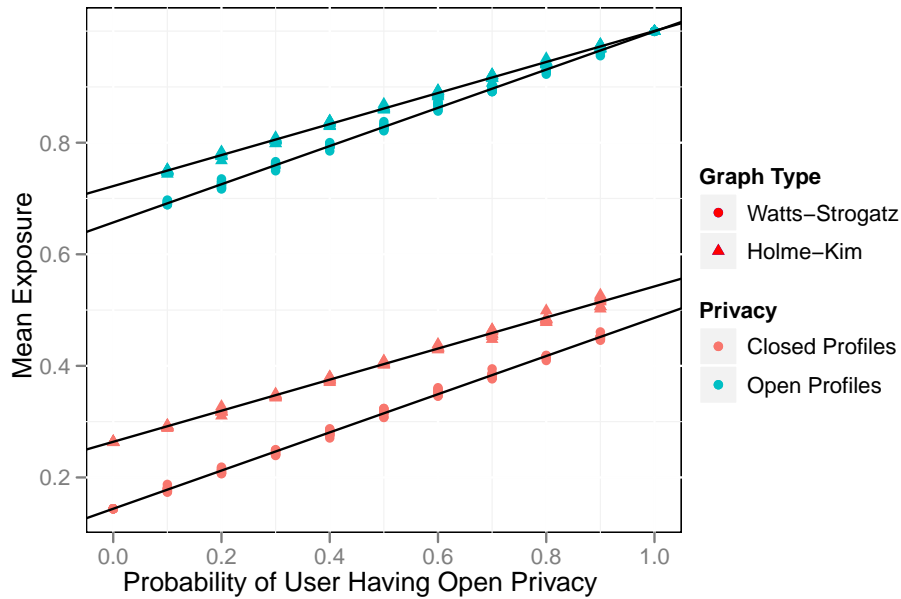 Mean Exposure
0.8
0.6
0.4
0.2
0.0 0.2 0.4 0.6 0.8 1.0
Probability of User Having Open Privacy
Graph Type
Watts−Strogatz
Holme−Kim
Privacy
Closed Profiles
Open Profiles